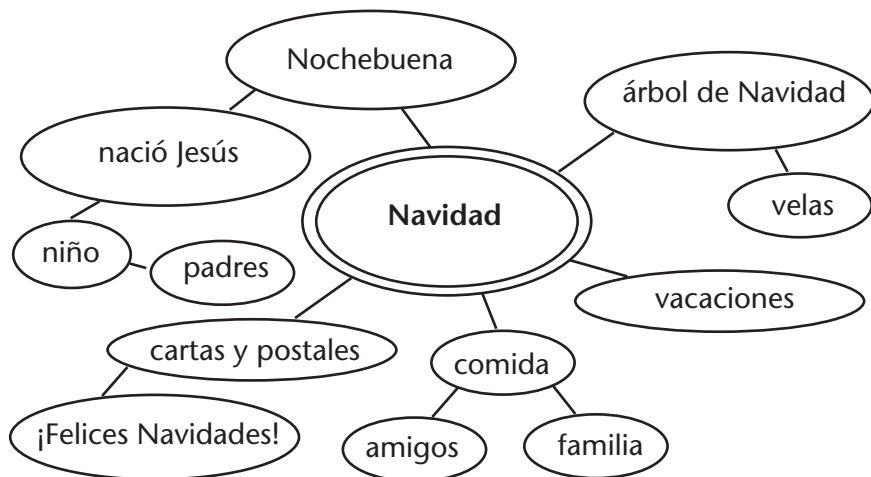 Nochebuena
árbol de Navidad
nació Jesús
Navidad
velas
niño
padres
vacaciones
cartas y postales
comida
¡Felices Navidades!
amigos
familia